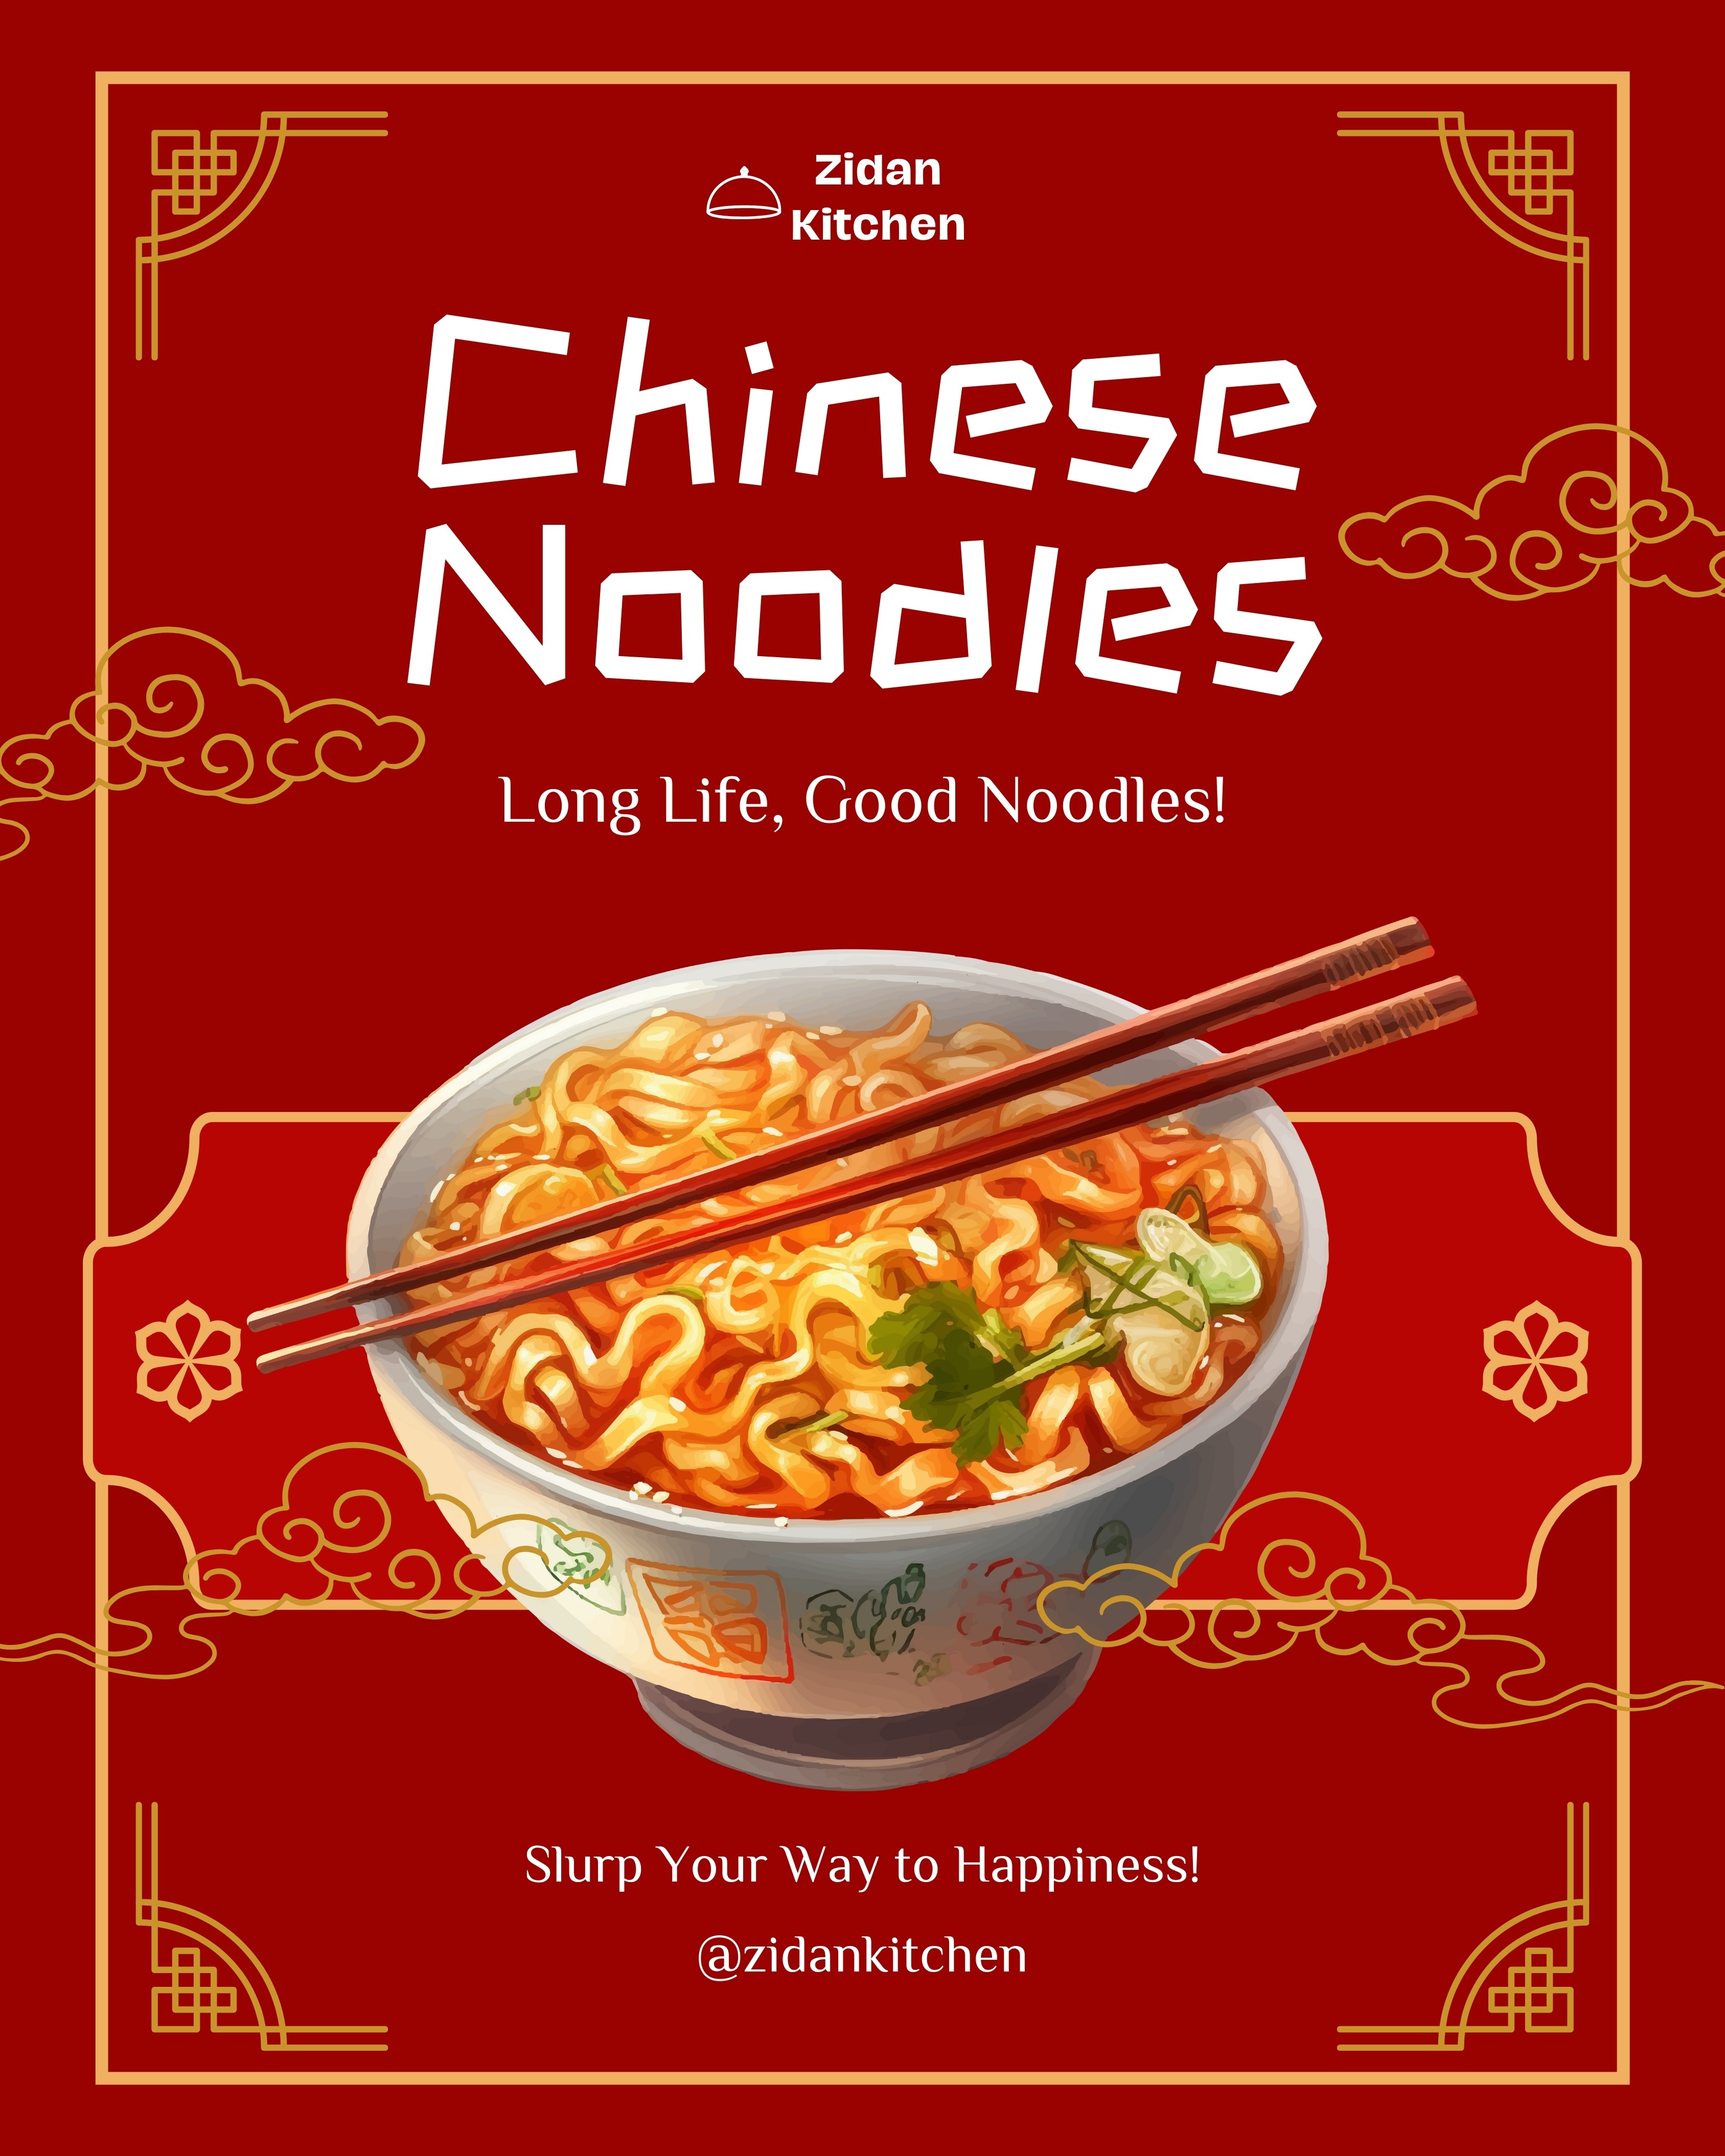 Zidan
Kitchen
Chinese
Noodles
Long Life, Good Noodles!
Slurp Your Way to Happiness!
@zidankitchen